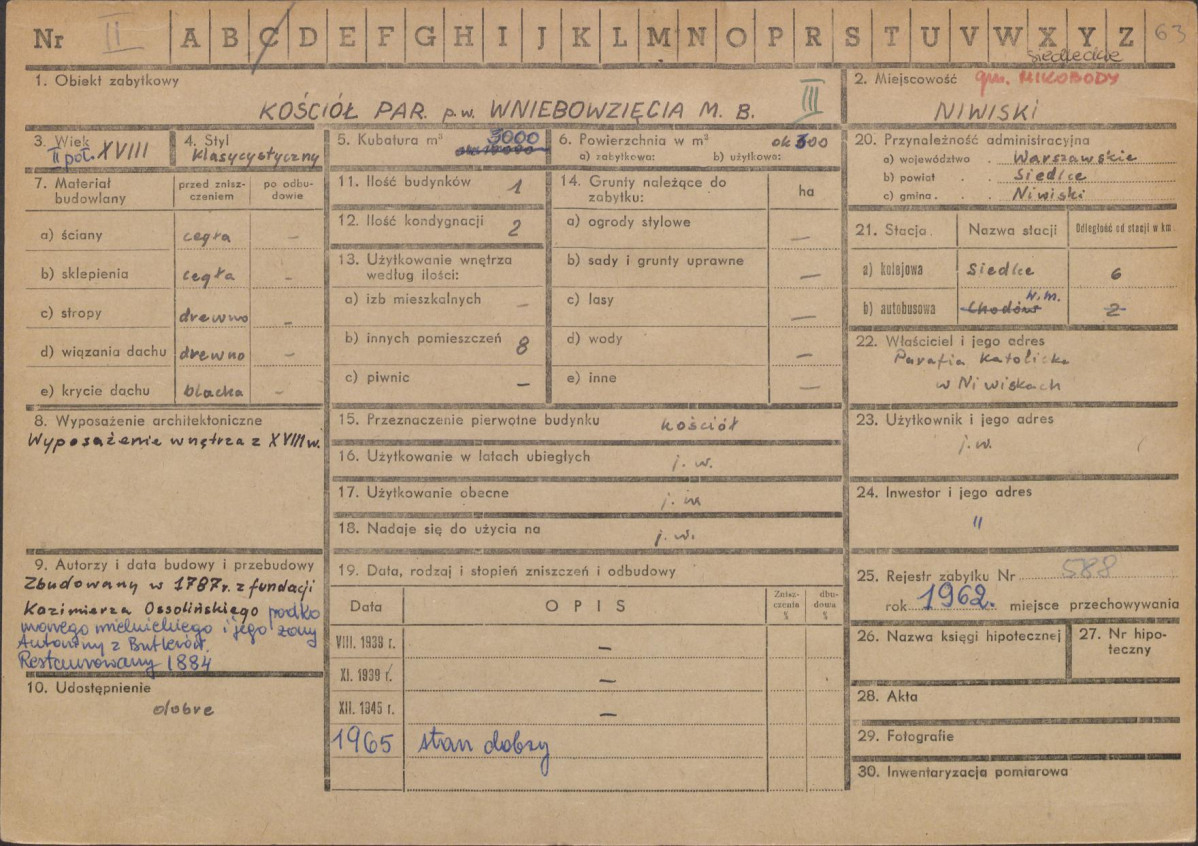 Nr II A B C D E F G H I J K L M N O P R S T U V W X Y Z 63
siedleckie
1. Obiekt zabytkowy
KOŚCIÓŁ PAR. p.w. WNIEBOWZIĘCIA M. B. III
2. Miejscowość gm. MOKOBODY
NIWISKI
3. Wiek
II poł. XVIII
4. Styl
klasycystyczny
5. Kubatura m³ 3000
6. Powierzchnia w m² ok 300
a) zabytkowa: b) użytkowa:
20. Przynależność administracyjna
a) województwo . Warszawskie
b) powiat . . Siedlce
c) gmina . . . Niwiski
7. Materiał budowlany
przed zniszczeniem
po odbudowie
a) ściany cegła —
b) sklepienia cegła —
c) stropy drewno —
d) wiązania dachu drewno —
e) krycie dachu blacha —
11. Ilość budynków 1
12. Ilość kondygnacji 2
13. Użytkowanie wnętrza
według ilości:
a) izb mieszkalnych —
b) innych pomieszczeń 8
c) piwnic —
14. Grunty należące do
zabytku: ha
a) ogrody stylowe —
b) sady i grunty uprawne —
c) lasy —
d) wody —
e) inne —
21. Stacja Nazwa stacji Odległość od stacji w km
a) kolejowa Siedlce 6
b) autobusowa Chodów N.M. 2
22. Właściciel i jego adres
Parafia Katolicka
w Niwiskach
8. Wyposażenie architektoniczne
Wyposażenie wnętrza z XVIII w.
15. Przeznaczenie pierwotne budynku kościół
16. Użytkowanie w latach ubiegłych j. w.
17. Użytkowanie obecne j. w
18. Nadaje się do użycia na j. w.
23. Użytkownik i jego adres
j. w.
24. Inwestor i jego adres
"
9. Autorzy i data budowy i przebudowy
Zbudowany w 1787 r. z fundacji
Kazimierza Ossolińskiego podko
morzego mielnickiego i jego żony
Antoniny z Butlerów.
Restaurowany 1884
10. Udostępnienie
dobre
19. Data, rodzaj i stopień zniszczeń i odbudowy
Data OPIS Zniszczenie % dbudowa %
VIII. 1939 r. —
XI. 1939 r. —
XII. 1945 r. —
1965 stan dobry
25. Rejestr zabytku Nr 588
rok 1962. miejsce przechowywania
26. Nazwa księgi hipotecznej
27. Nr hipoteczny
28. Akta
29. Fotografie
30. Inwentaryzacja pomiarowa